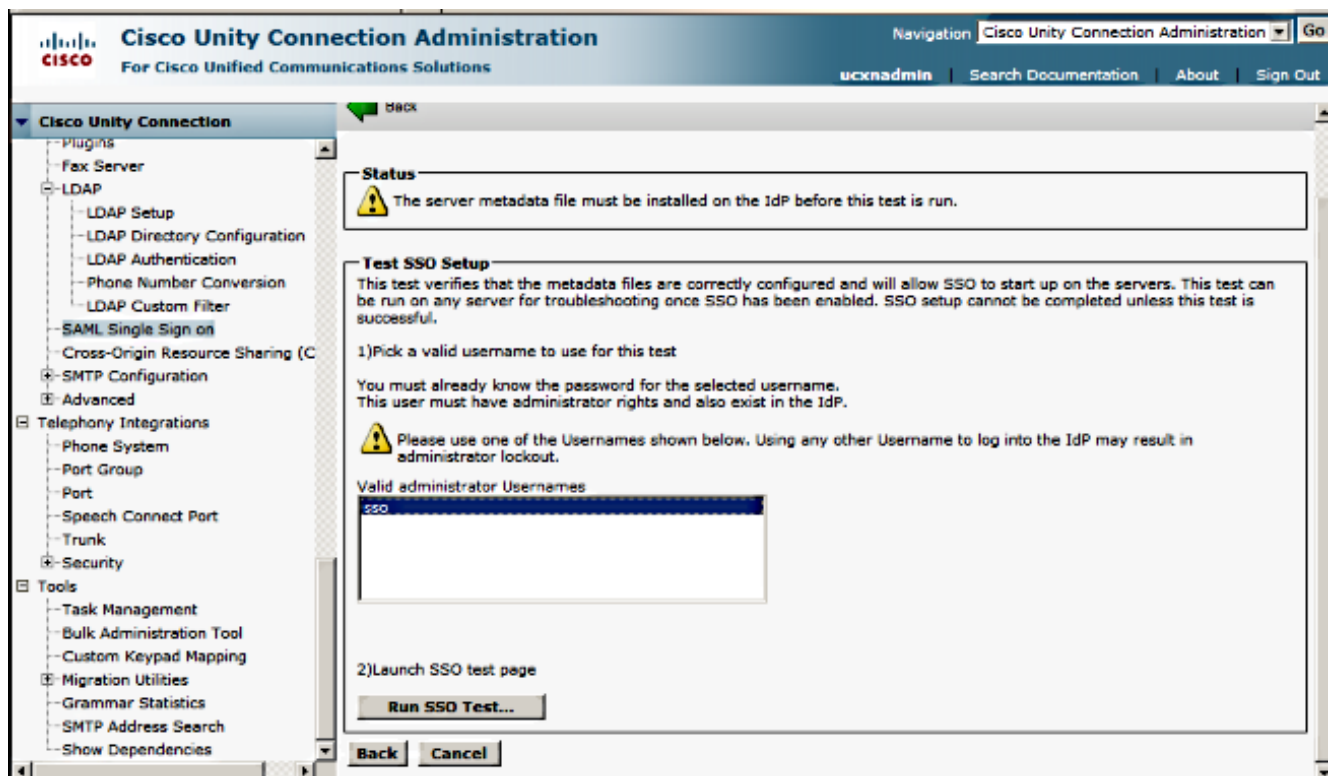 CISCO
Cisco Unity Connection Administration
For Cisco Unified Communications Solutions
Navigation Cisco Unity Connection Administration Go
ucxnadmin | Search Documentation | About | Sign Out
Cisco Unity Connection
Plugins
Fax Server
LDAP
LDAP Setup
LDAP Directory Configuration
LDAP Authentication
Phone Number Conversion
LDAP Custom Filter
SAML Single Sign on
Cross-Origin Resource Sharing (C
SMTP Configuration
Advanced
Telephony Integrations
Phone System
Port Group
Port
Speech Connect Port
Trunk
Security
Tools
Task Management
Bulk Administration Tool
Custom Keypad Mapping
Migration Utilities
Grammar Statistics
SMTP Address Search
Show Dependencies
Back
Status
The server metadata file must be installed on the IdP before this test is run.
Test SSO Setup
This test verifies that the metadata files are correctly configured and will allow SSO to start up on the servers. This test can
be run on any server for troubleshooting once SSO has been enabled. SSO setup cannot be completed unless this test is
successful.
1)Pick a valid username to use for this test
You must already know the password for the selected username.
This user must have administrator rights and also exist in the IdP.
Please use one of the Usernames shown below. Using any other Username to log into the IdP may result in
administrator lockout.
Valid administrator Usernames
sso
2)Launch SSO test page
Run SSO Test...
Back Cancel